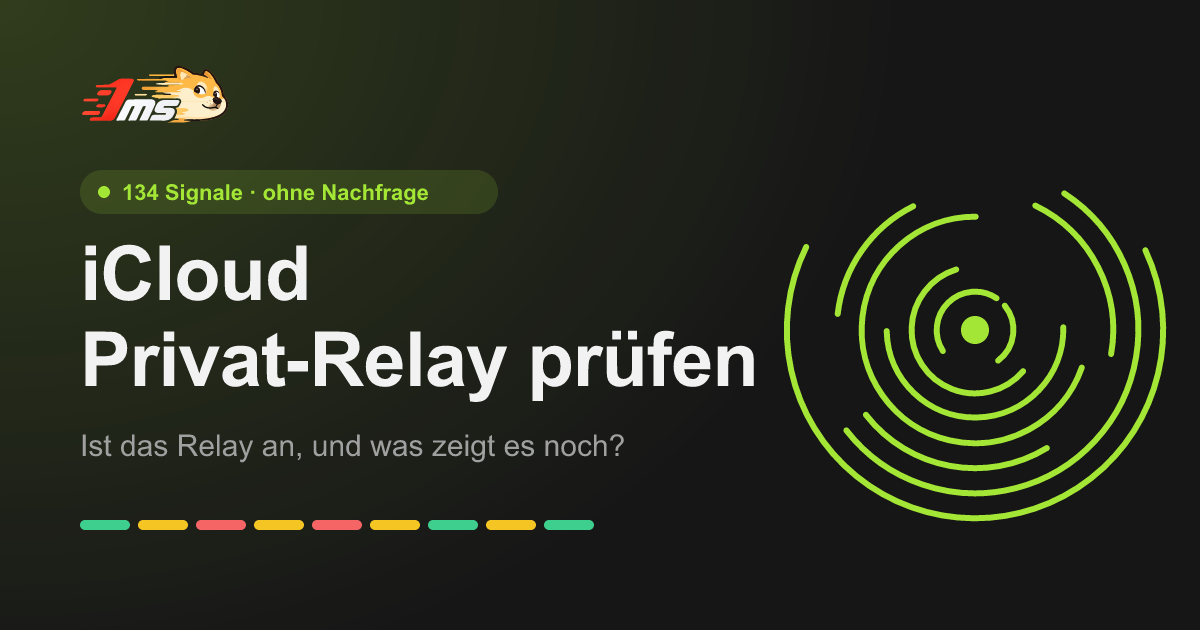 1ms
134 Signale · ohne Nachfrage
iCloud
Privat-Relay prüfen
Ist das Relay an, und was zeigt es noch?